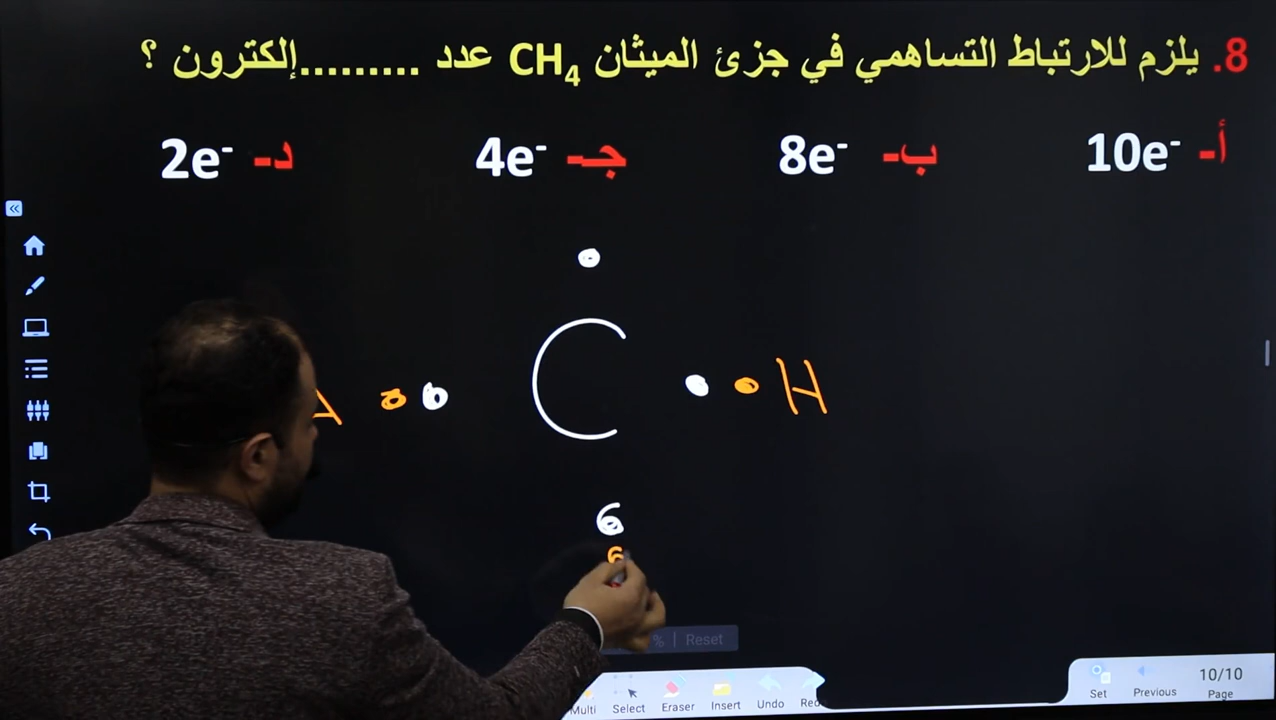 8. يلزم للارتباط التساهمي في جزئ الميثان CH4 عدد .........إلكترون ؟
أ- 10e-
ب- 8e-
جـ- 4e-
د- 2e-
C
H
% | Reset
Multi Select Eraser Insert Undo
Set Previous 10/10 Page